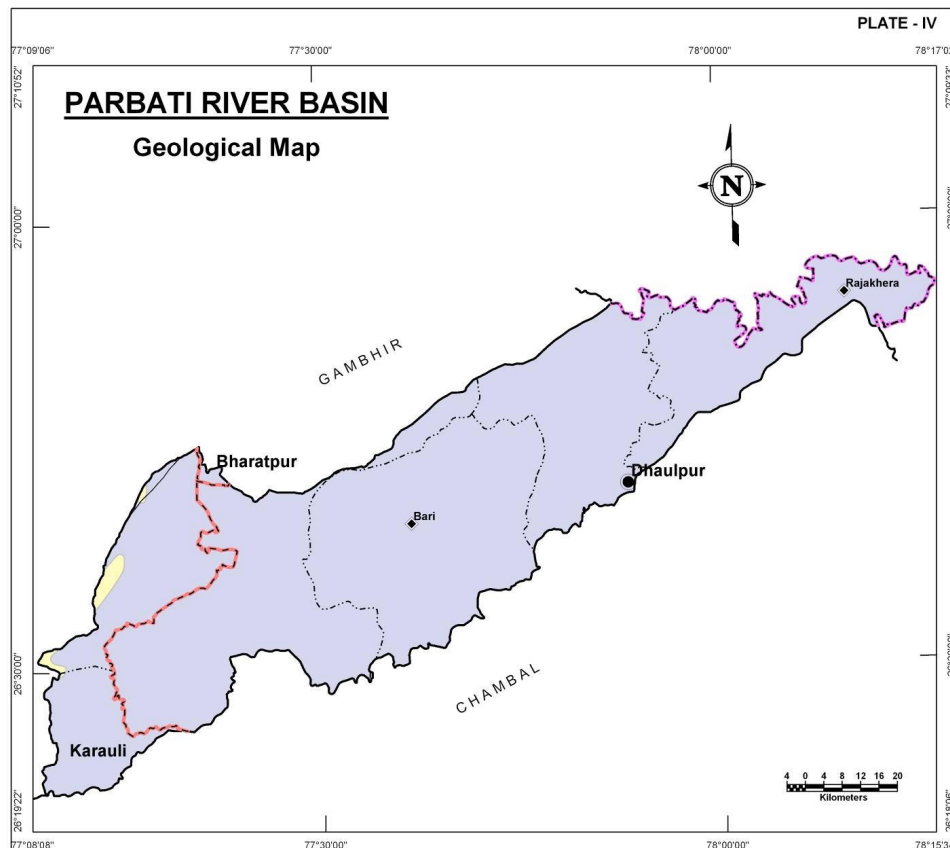 PLATE - IV
77°09'06"
77°30'00"
78°00'00"
27°10'52"
PARBATI RIVER BASIN
Geological Map
N
27°00'00"
Rajakhera
GAMBHIR
Bharatpur
Dhaulpur
Bari
26°30'00"
CHAMBAL
Karauli
4 0 4 8 12 16 20
Kilometers
26°19'22"
77°08'08"
77°30'00"
78°00'00"